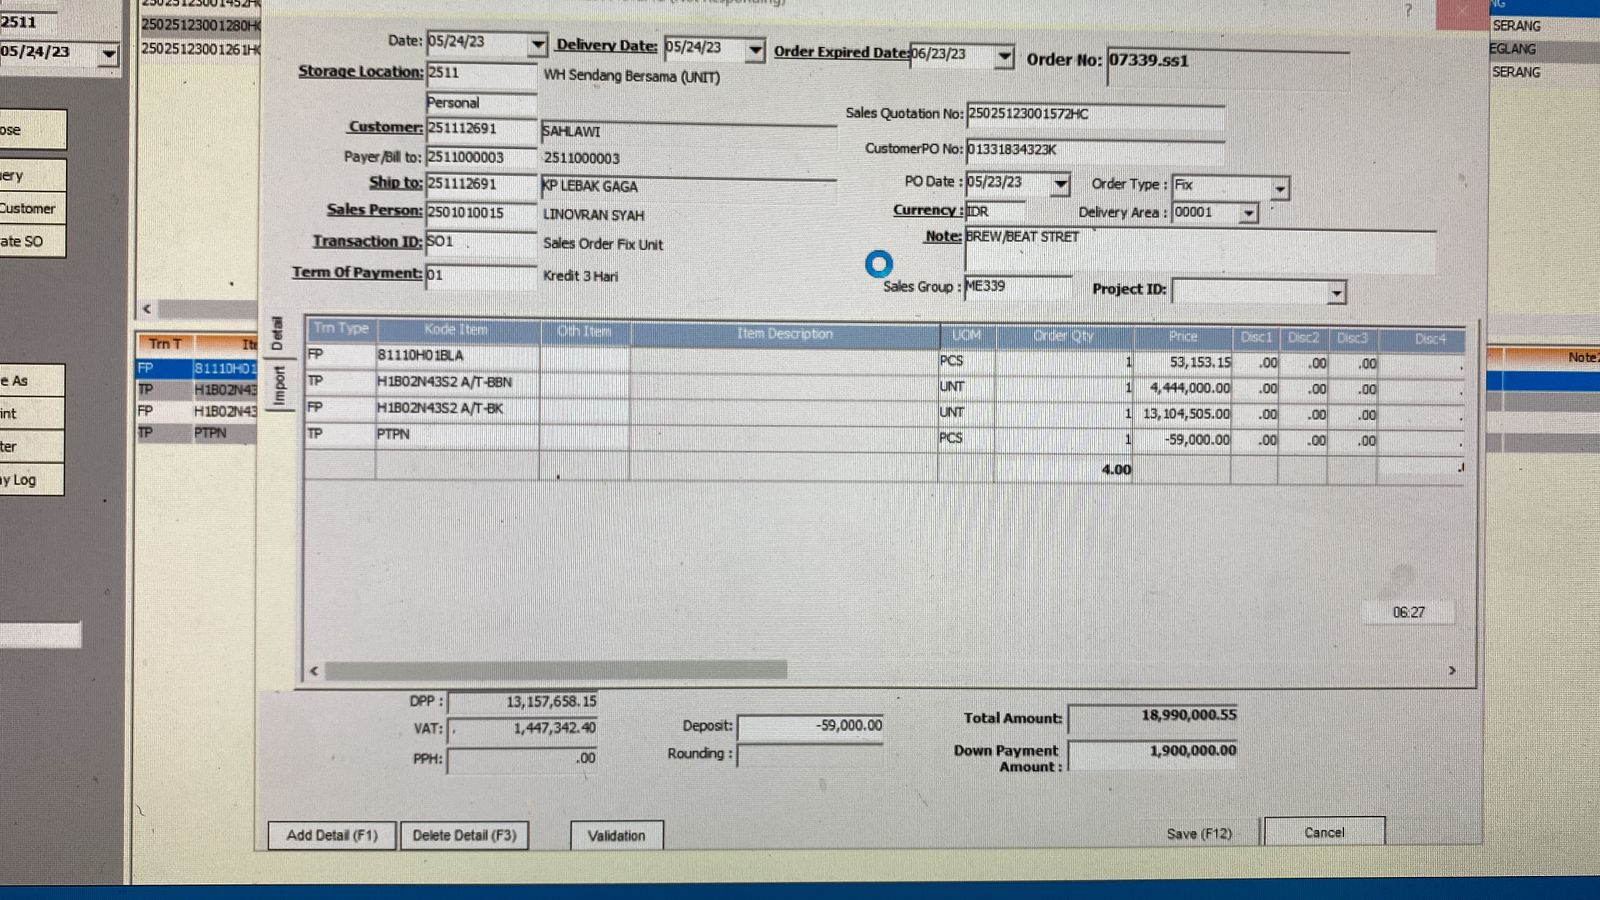 2511
05/24/23
ose
ery
Customer
ate SO
e As
int
ter
y Log
25025123001280H
25025123001261H
Trn T Ite
FP 81110H01
TP H1B02N43
FP H1B02N43
TP PTPN
SERANG
EGLANG
SERANG
Note
?
Date: 05/24/23 Delivery Date: 05/24/23 Order Expired Date: 06/23/23 Order No: 07339.ss1
Storage Location: 2511 WH Sendang Bersama (UNIT)
Personal
Sales Quotation No: 25025123001572HC
Customer: 251112691 SAHLAWI
CustomerPO No: 01331834323K
Payer/Bill to: 2511000003 2511000003
Ship to: 251112691 KP LEBAK GAGA
PO Date : 05/23/23 Order Type : Fix
Sales Person: 2501010015 LINOVRAN SYAH
Currency : IDR Delivery Area : 00001
Transaction ID: SO1 Sales Order Fix Unit
Note: BREW/BEAT STRET
Term Of Payment: 01 Kredit 3 Hari
Sales Group : ME339 Project ID:
Detail
Import
Trn Type Kode Item Qth Item Item Description UOM Order Qty Price Disc1 Disc2 Disc3 Disc4
FP 81110H01BLA PCS 1 53,153.15 .00 .00 .00
TP H1B02N43S2 A/T-BBN UNT 1 4,444,000.00 .00 .00 .00
FP H1B02N43S2 A/T-BK UNT 1 13,104,505.00 .00 .00 .00
TP PTPN PCS 1 -59,000.00 .00 .00 .00
4.00
06:27
DPP : 13,157,658.15
VAT: 1,447,342.40
PPH: .00
Deposit: -59,000.00
Rounding :
Total Amount: 18,990,000.55
Down Payment Amount : 1,900,000.00
Add Detail (F1) Delete Detail (F3) Validation Save (F12) Cancel